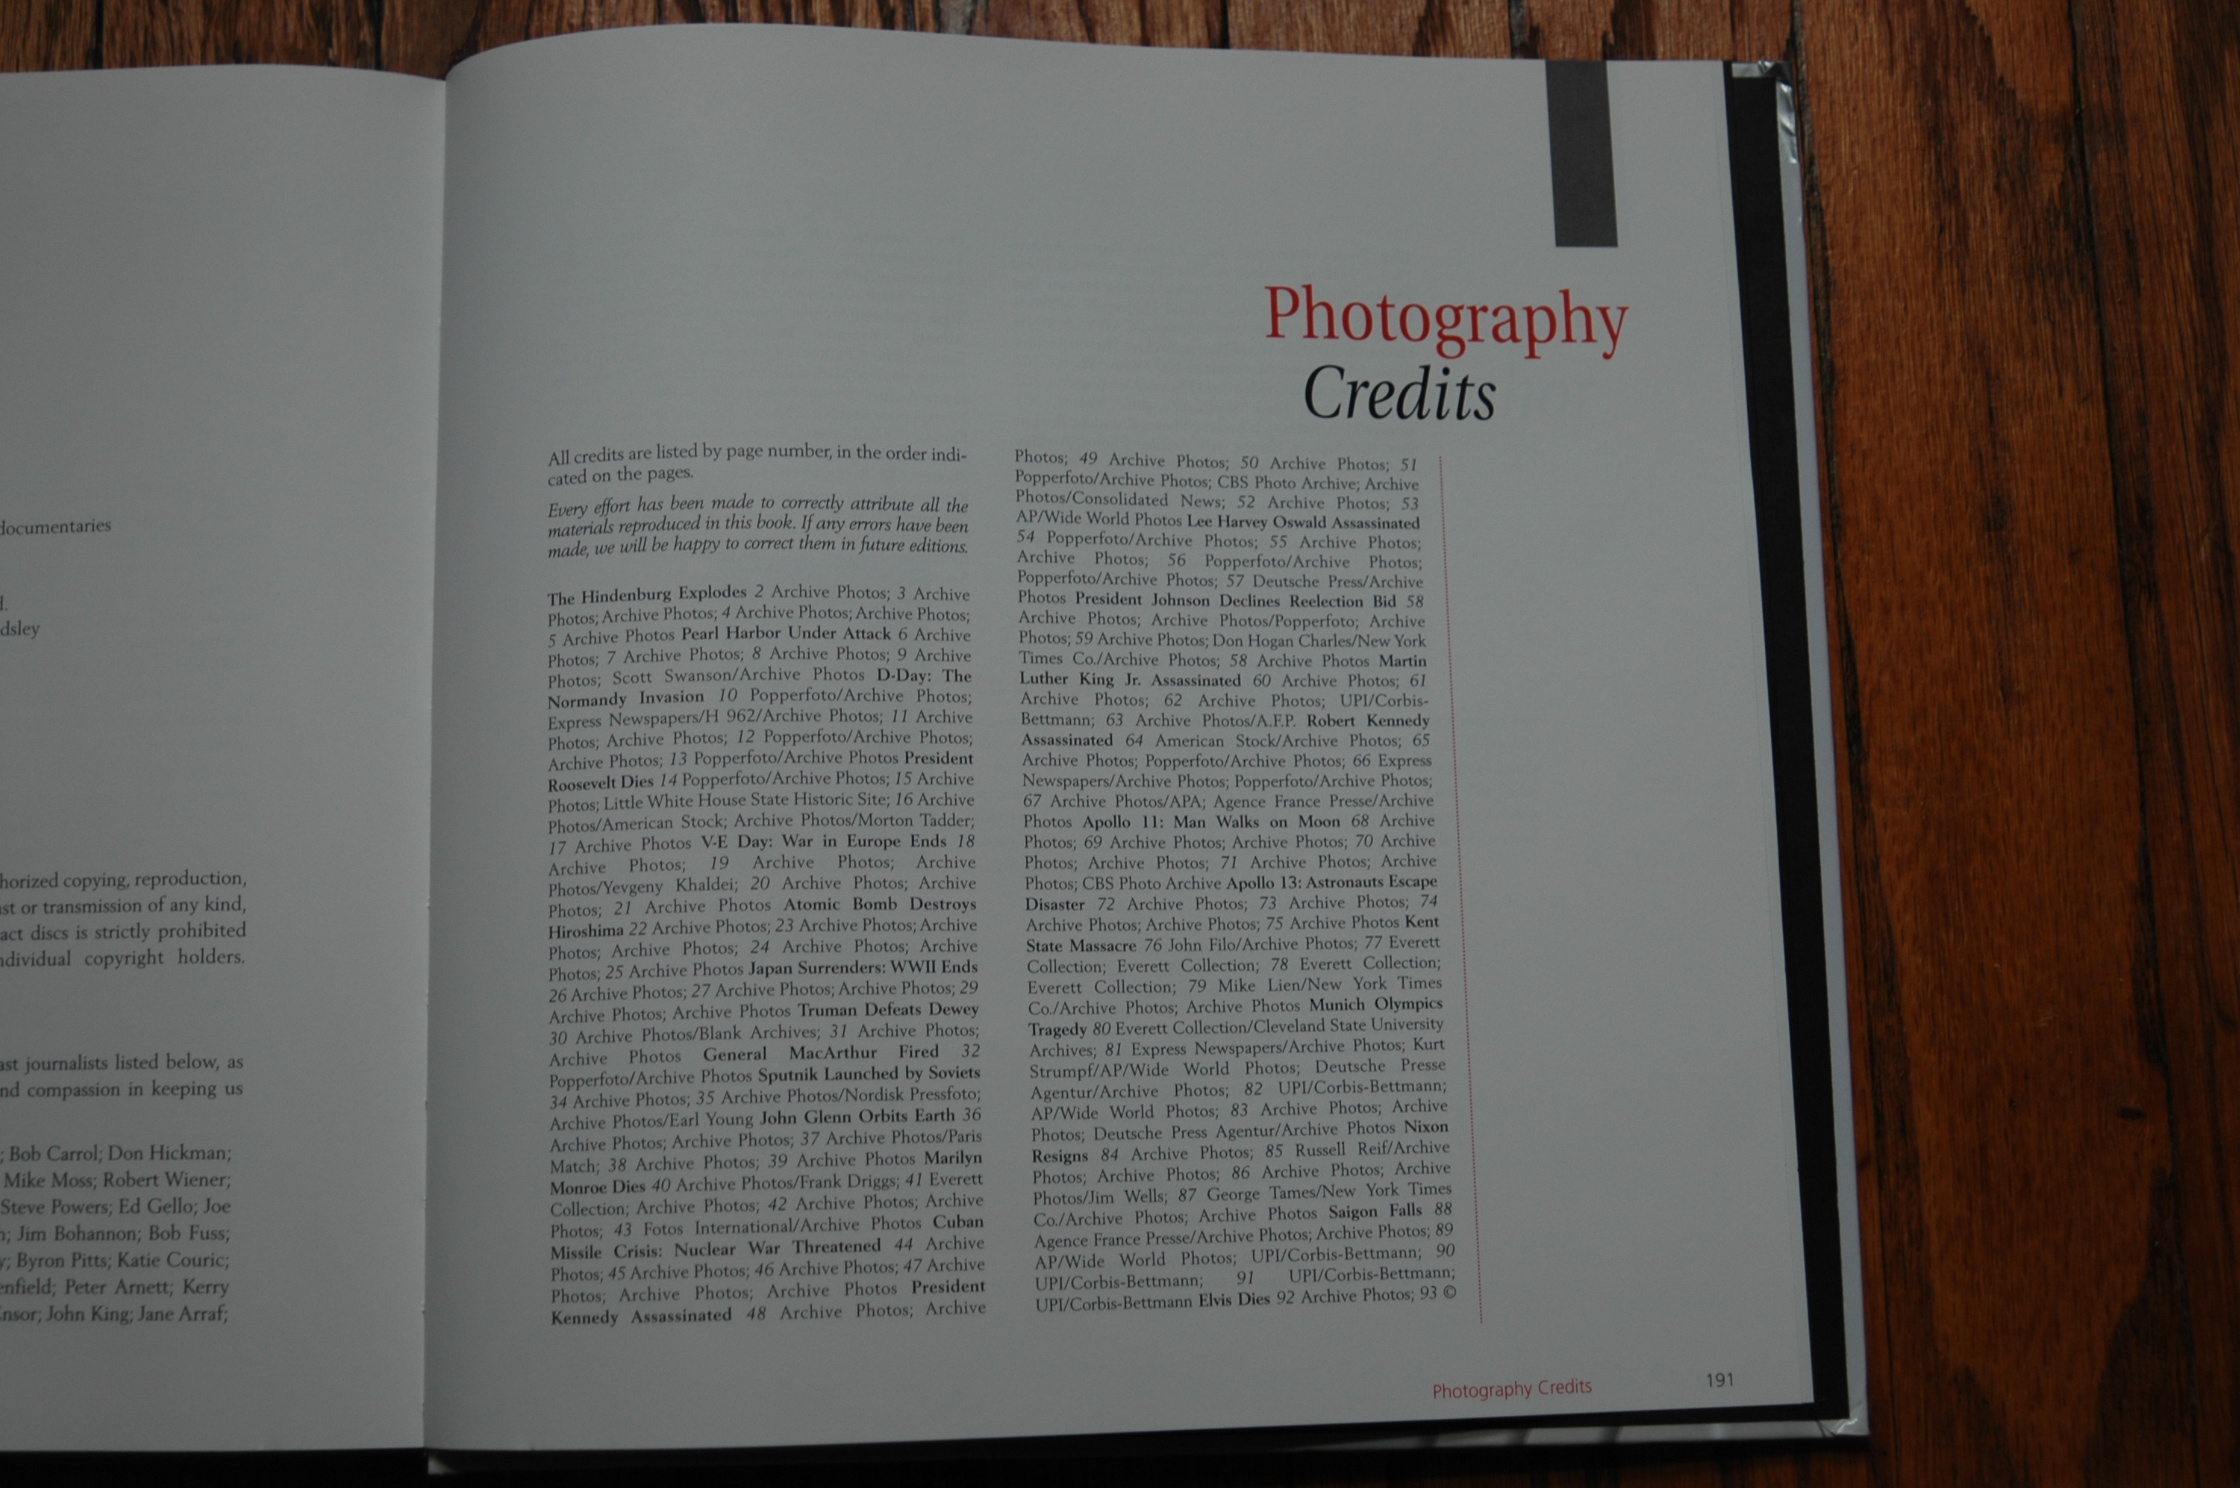 documentaries
d.
dsley
horized copying, reproduction,
st or transmission of any kind,
act discs is strictly prohibited
ndividual copyright holders.
ast journalists listed below, as
nd compassion in keeping us
; Bob Carrol; Don Hickman;
Mike Moss; Robert Wiener;
Steve Powers; Ed Gello; Joe
; Jim Bohannon; Bob Fuss;
y; Byron Pitts; Katie Couric;
enfield; Peter Arnett; Kerry
nsor; John King; Jane Arraf;
Photography
Credits
All credits are listed by page number, in the order indi-
cated on the pages.
Every effort has been made to correctly attribute all the
materials reproduced in this book. If any errors have been
made, we will be happy to correct them in future editions.
The Hindenburg Explodes 2 Archive Photos; 3 Archive
Photos; Archive Photos; 4 Archive Photos; Archive Photos;
5 Archive Photos Pearl Harbor Under Attack 6 Archive
Photos; 7 Archive Photos; 8 Archive Photos; 9 Archive
Photos; Scott Swanson/Archive Photos D-Day: The
Normandy Invasion 10 Popperfoto/Archive Photos;
Express Newspapers/H 962/Archive Photos; 11 Archive
Photos; Archive Photos; 12 Popperfoto/Archive Photos;
Archive Photos; 13 Popperfoto/Archive Photos President
Roosevelt Dies 14 Popperfoto/Archive Photos; 15 Archive
Photos; Little White House State Historic Site; 16 Archive
Photos/American Stock; Archive Photos/Morton Tadder;
17 Archive Photos V-E Day: War in Europe Ends 18
Archive Photos; 19 Archive Photos; Archive
Photos/Yevgeny Khaldei; 20 Archive Photos; Archive
Photos; 21 Archive Photos Atomic Bomb Destroys
Hiroshima 22 Archive Photos; 23 Archive Photos; Archive
Photos; Archive Photos; 24 Archive Photos; Archive
Photos; 25 Archive Photos Japan Surrenders: WWII Ends
26 Archive Photos; 27 Archive Photos; Archive Photos; 29
Archive Photos; Archive Photos Truman Defeats Dewey
30 Archive Photos/Blank Archives; 31 Archive Photos;
Archive Photos General MacArthur Fired 32
Popperfoto/Archive Photos Sputnik Launched by Soviets
34 Archive Photos; 35 Archive Photos/Nordisk Pressfoto;
Archive Photos/Earl Young John Glenn Orbits Earth 36
Archive Photos; Archive Photos; 37 Archive Photos/Paris
Match; 38 Archive Photos; 39 Archive Photos Marilyn
Monroe Dies 40 Archive Photos/Frank Driggs; 41 Everett
Collection; Archive Photos; 42 Archive Photos; Archive
Photos; 43 Fotos International/Archive Photos Cuban
Missile Crisis: Nuclear War Threatened 44 Archive
Photos; 45 Archive Photos; 46 Archive Photos; 47 Archive
Photos; Archive Photos; Archive Photos President
Kennedy Assassinated 48 Archive Photos; Archive
Photos; 49 Archive Photos; 50 Archive Photos; 51
Popperfoto/Archive Photos; CBS Photo Archive; Archive
Photos/Consolidated News; 52 Archive Photos; 53
AP/Wide World Photos Lee Harvey Oswald Assassinated
54 Popperfoto/Archive Photos; 55 Archive Photos;
Archive Photos; 56 Popperfoto/Archive Photos;
Popperfoto/Archive Photos; 57 Deutsche Press/Archive
Photos President Johnson Declines Reelection Bid 58
Archive Photos; Archive Photos/Popperfoto; Archive
Photos; 59 Archive Photos; Don Hogan Charles/New York
Times Co./Archive Photos; 58 Archive Photos Martin
Luther King Jr. Assassinated 60 Archive Photos; 61
Archive Photos; 62 Archive Photos; UPI/Corbis-
Bettmann; 63 Archive Photos/A.F.P. Robert Kennedy
Assassinated 64 American Stock/Archive Photos; 65
Archive Photos; Popperfoto/Archive Photos; 66 Express
Newspapers/Archive Photos; Popperfoto/Archive Photos;
67 Archive Photos/APA; Agence France Presse/Archive
Photos Apollo 11: Man Walks on Moon 68 Archive
Photos; 69 Archive Photos; Archive Photos; 70 Archive
Photos; Archive Photos; 71 Archive Photos; Archive
Photos; CBS Photo Archive Apollo 13: Astronauts Escape
Disaster 72 Archive Photos; 73 Archive Photos; 74
Archive Photos; Archive Photos; 75 Archive Photos Kent
State Massacre 76 John Filo/Archive Photos; 77 Everett
Collection; Everett Collection; 78 Everett Collection;
Everett Collection; 79 Mike Lien/New York Times
Co./Archive Photos; Archive Photos Munich Olympics
Tragedy 80 Everett Collection/Cleveland State University
Archives; 81 Express Newspapers/Archive Photos; Kurt
Strumpf/AP/Wide World Photos; Deutsche Presse
Agentur/Archive Photos; 82 UPI/Corbis-Bettmann;
AP/Wide World Photos; 83 Archive Photos; Archive
Photos; Deutsche Press Agentur/Archive Photos Nixon
Resigns 84 Archive Photos; 85 Russell Reif/Archive
Photos; Archive Photos; 86 Archive Photos; Archive
Photos/Jim Wells; 87 George Tames/New York Times
Co./Archive Photos; Archive Photos Saigon Falls 88
Agence France Presse/Archive Photos; Archive Photos; 89
AP/Wide World Photos; UPI/Corbis-Bettmann; 90
UPI/Corbis-Bettmann; 91 UPI/Corbis-Bettmann;
UPI/Corbis-Bettmann Elvis Dies 92 Archive Photos; 93 ©
Photography Credits 191